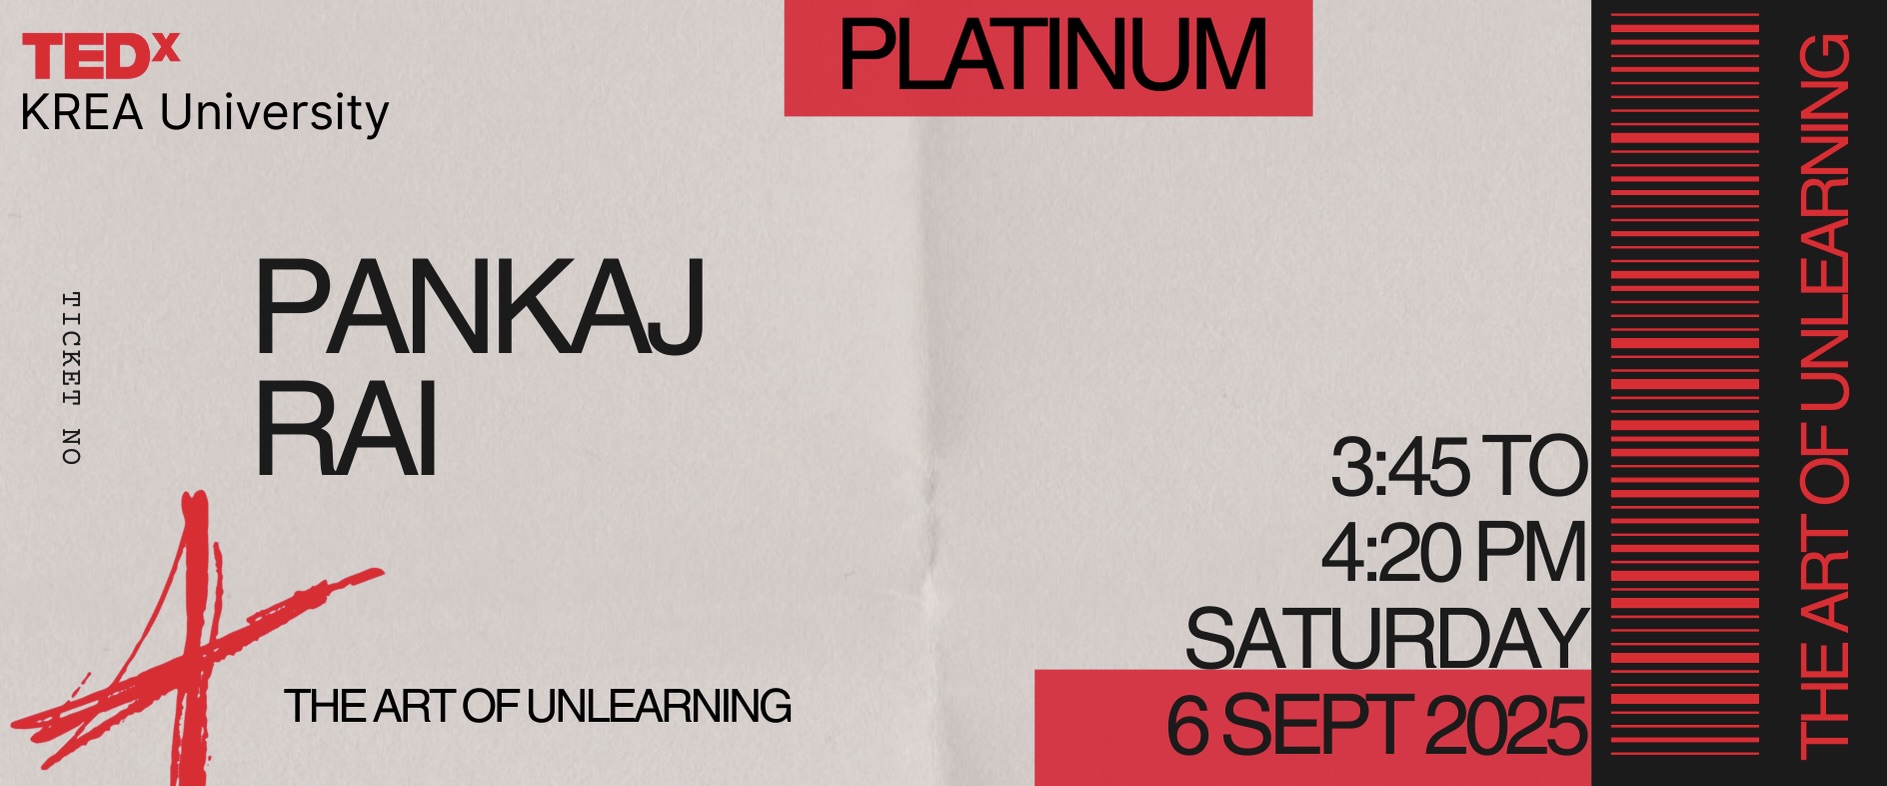 TEDx
KREA University
PLATINUM
TICKET NO
PANKAJ
RAI
THE ART OF UNLEARNING
3:45 TO
4:20 PM
SATURDAY
6 SEPT 2025
THE ART OF UNLEARNING